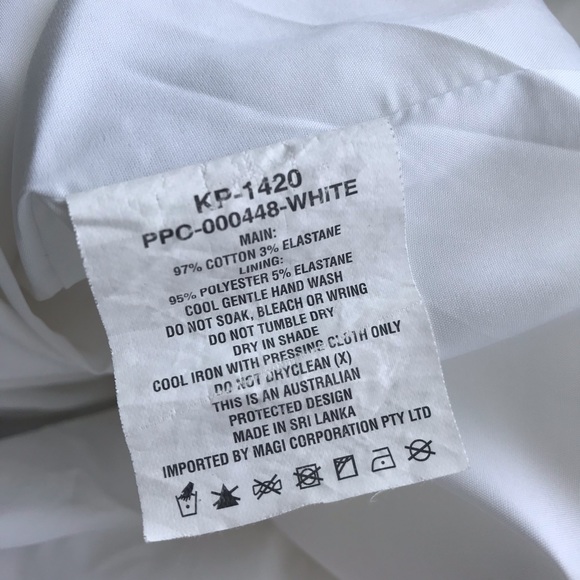 KP-1420
PPC-000448-WHITE
MAIN:
97% COTTON 3% ELASTANE
LINING:
95% POLYESTER 5% ELASTANE
COOL GENTLE HAND WASH
DO NOT SOAK, BLEACH OR WRING
DO NOT TUMBLE DRY
DRY IN SHADE
COOL IRON WITH PRESSING CLOTH ONLY
DO NOT DRYCLEAN (X)
THIS IS AN AUSTRALIAN
PROTECTED DESIGN
MADE IN SRI LANKA
IMPORTED BY MAGI CORPORATION PTY LTD